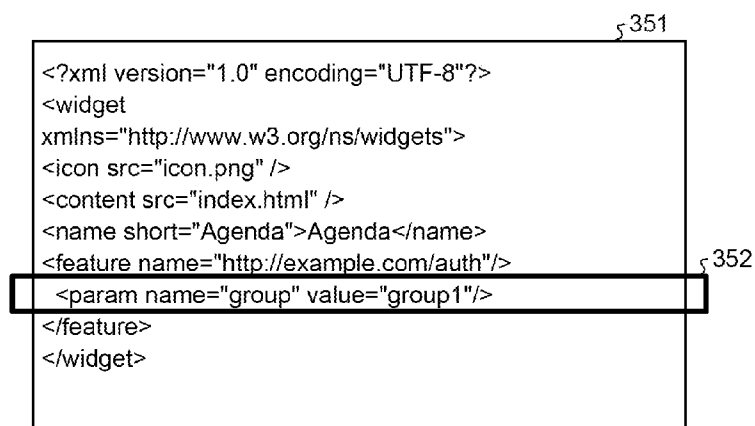 351
<?xml version="1.0" encoding="UTF-8"?>
<widget
xmlns="http://www.w3.org/ns/widgets">
<icon src="icon.png" />
<content src="index.html" />
<name short="Agenda">Agenda</name>
<feature name="http://example.com/auth"/>
352
<param name="group" value="group1"/>
</feature>
</widget>